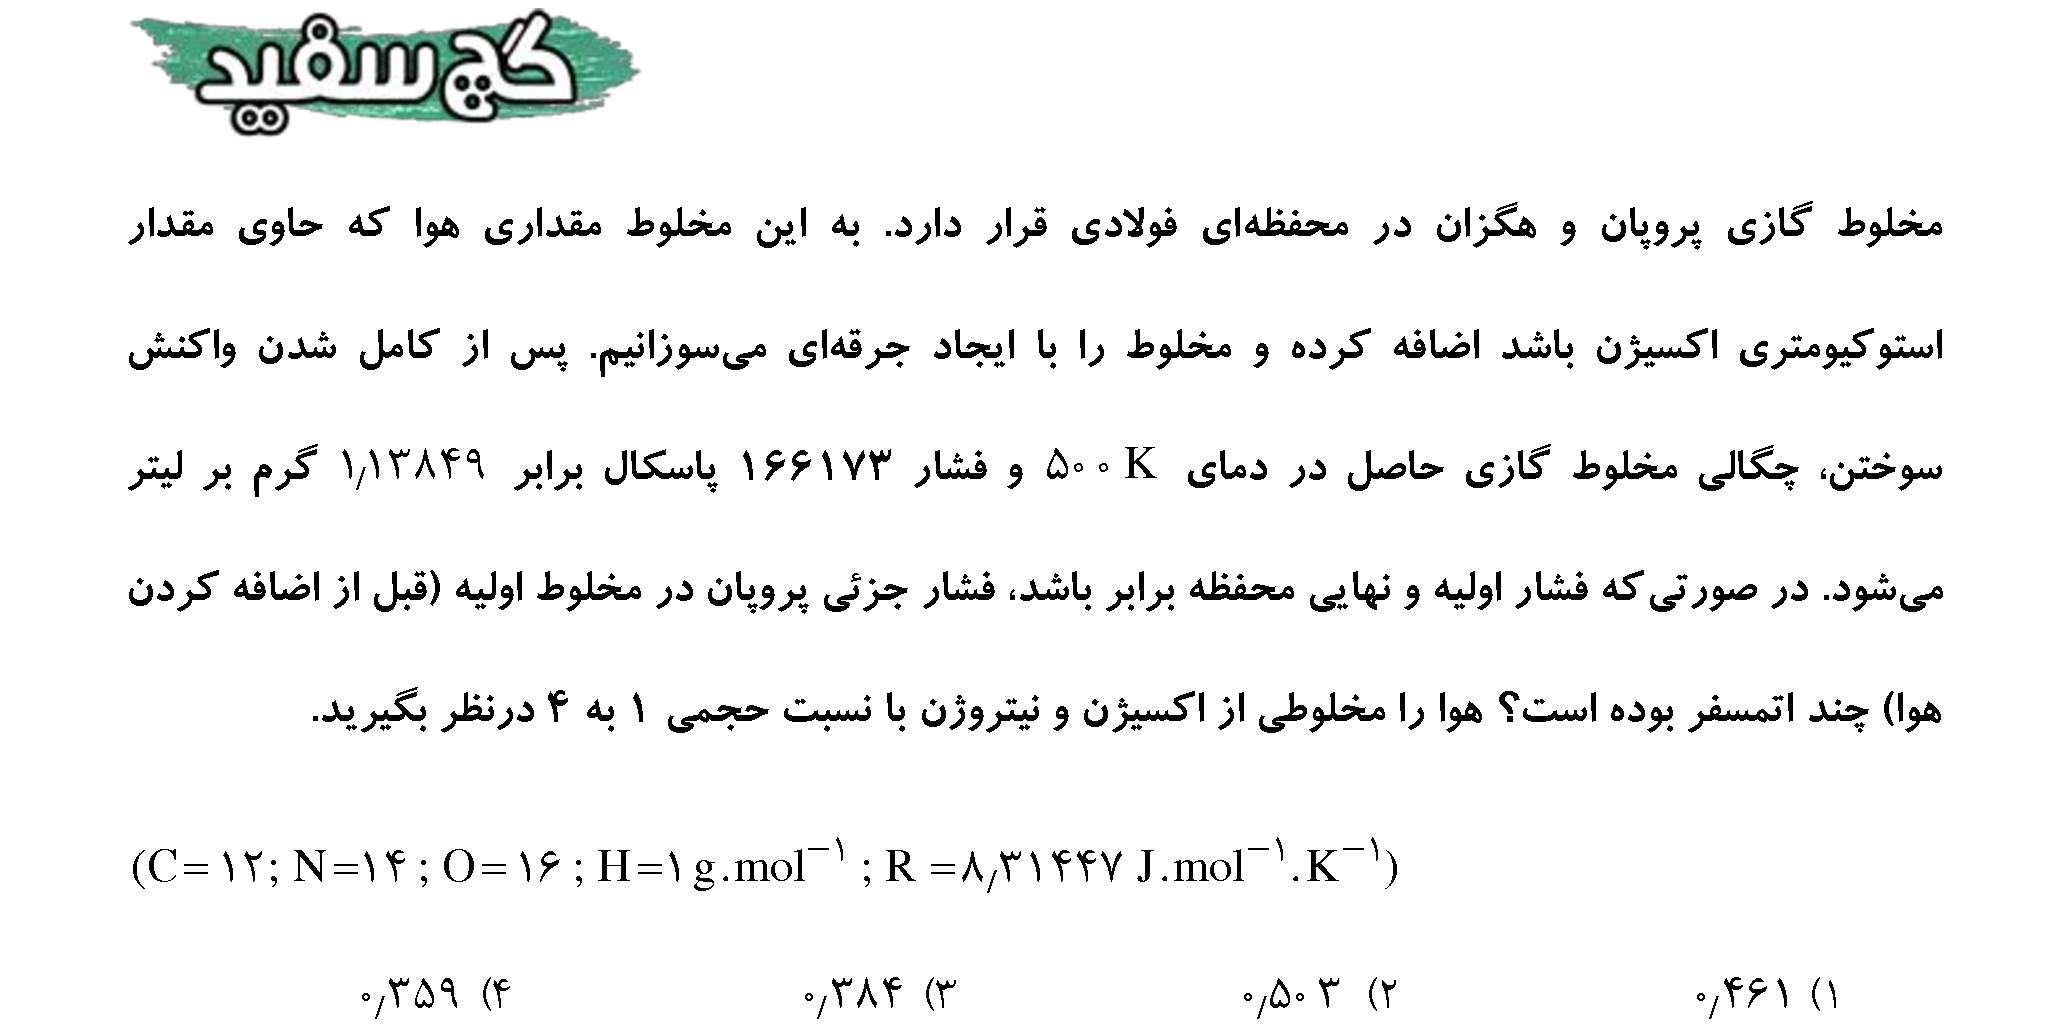 گچ سفید
مخلوط گازی پروپان و هگزان در محفظه‌ای فولادی قرار دارد. به این مخلوط مقداری هوا که حاوی مقدار
استوکیومتری اکسیژن باشد اضافه کرده و مخلوط را با ایجاد جرقه‌ای می‌سوزانیم. پس از کامل شدن واکنش
سوختن، چگالی مخلوط گازی حاصل در دمای ۵۰۰ K و فشار ۱۶۶۱۷۳ پاسکال برابر ۱٫۱۳۸۴۹ گرم بر لیتر
می‌شود. در صورتی‌که فشار اولیه و نهایی محفظه برابر باشد، فشار جزئی پروپان در مخلوط اولیه (قبل از اضافه کردن
هوا) چند اتمسفر بوده است؟ هوا را مخلوطی از اکسیژن و نیتروژن با نسبت حجمی ۱ به ۴ درنظر بگیرید.
(C=۱۲; N=۱۴ ; O=۱۶ ; H=۱ g.mol⁻¹ ; R =۸٫۳۱۴۴۷ J.mol⁻¹.K⁻¹)
۱) ۰٫۴۶۱ ۲) ۰٫۵۰۳ ۳) ۰٫۳۸۴ ۴) ۰٫۳۵۹